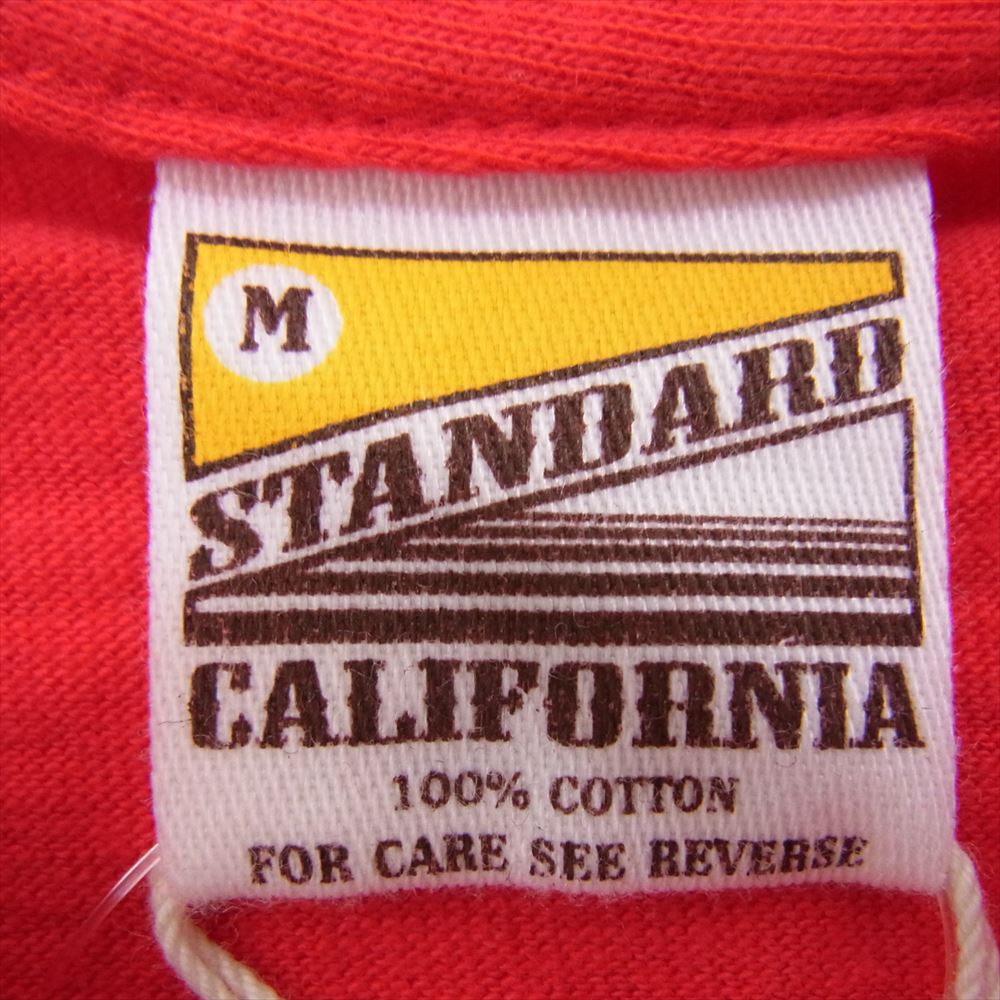 M
STANDARD
CALIFORNIA
100% COTTON
FOR CARE SEE REVERSE